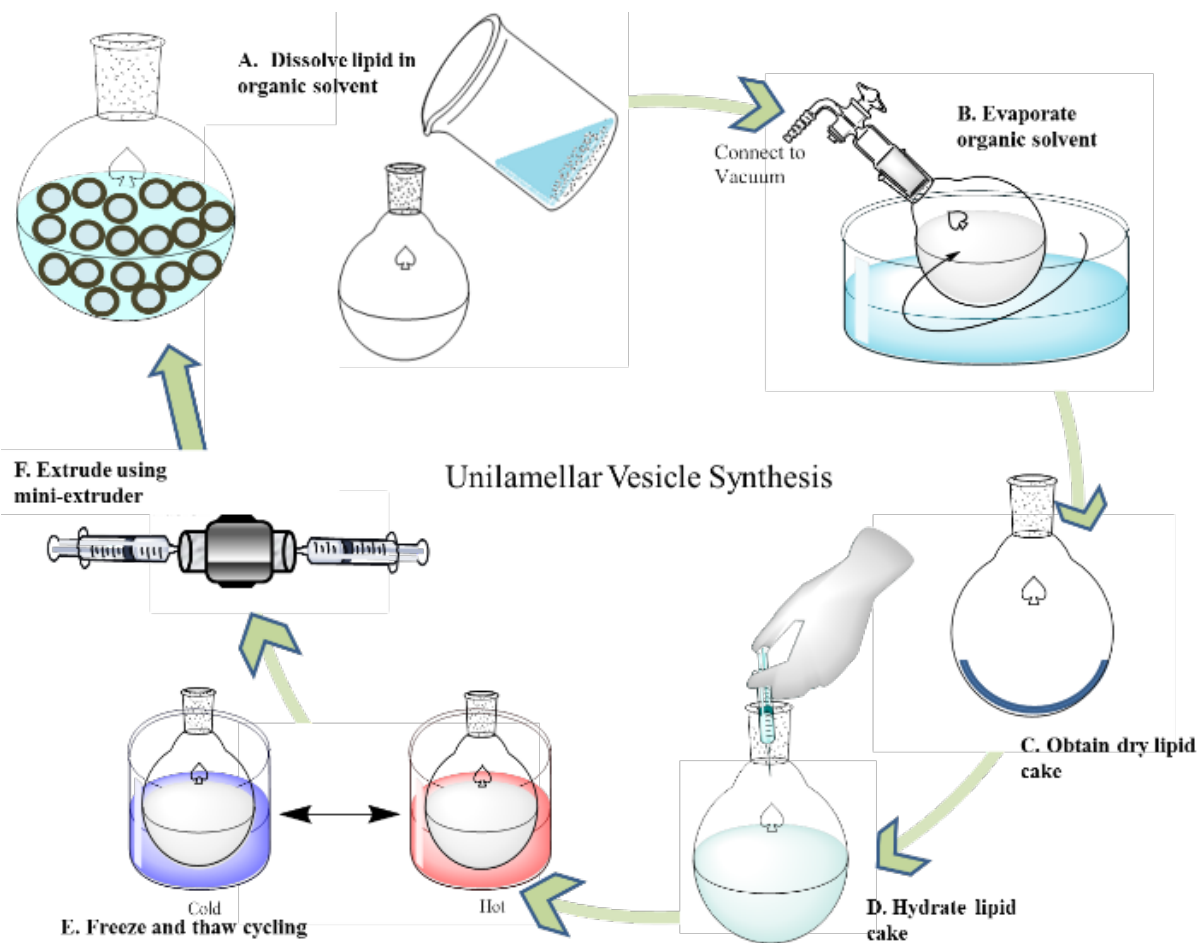 A. Dissolve lipid in
organic solvent
Connect to
Vacuum
B. Evaporate
organic solvent
Unilamellar Vesicle Synthesis
C. Obtain dry lipid
cake
D. Hydrate lipid
cake
Cold
Hot
E. Freeze and thaw cycling
F. Extrude using
mini-extruder